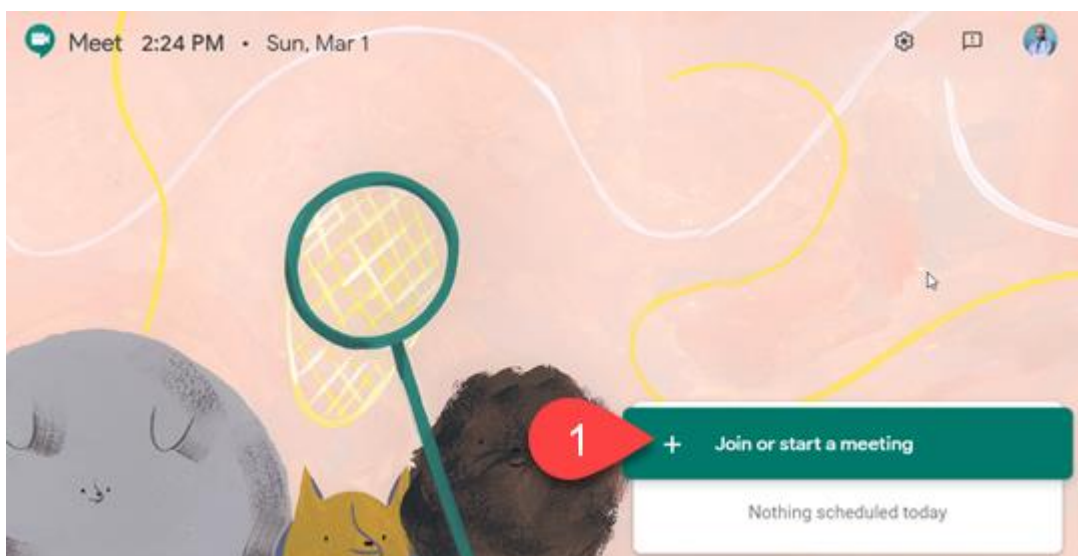 Meet 2:24 PM • Sun, Mar 1
1
+ Join or start a meeting
Nothing scheduled today